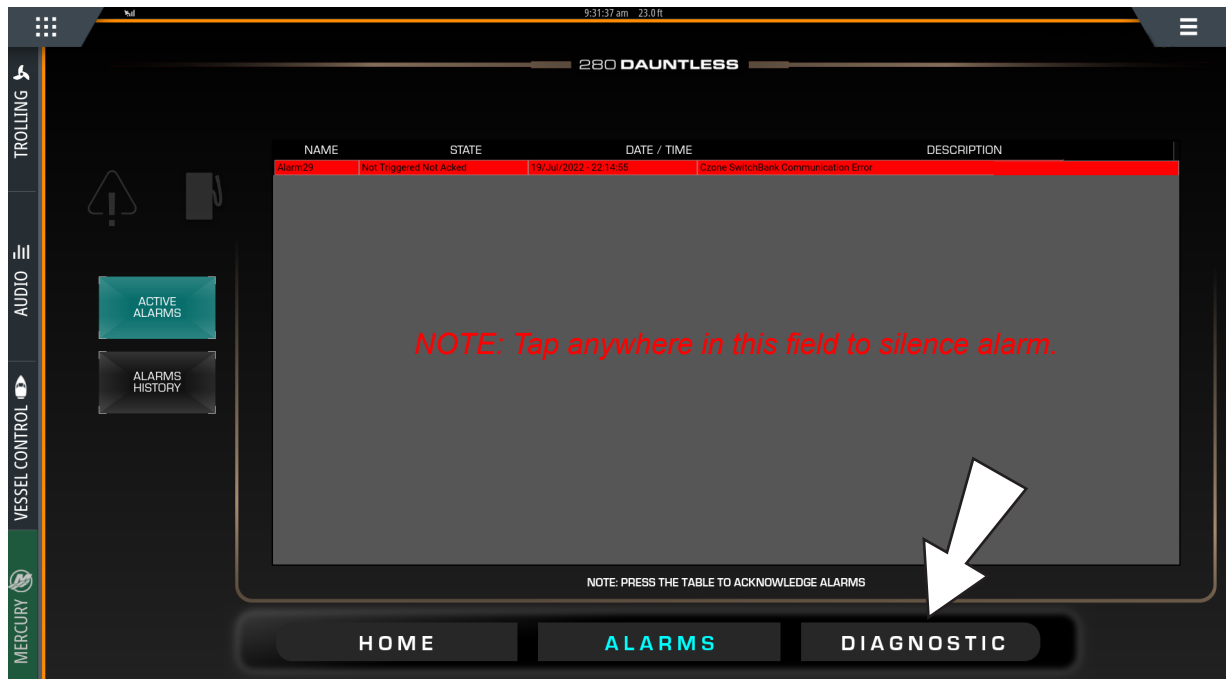 9:31:37 am 23.0 ft
280 DAUNTLESS
TROLLING
AUDIO
VESSEL CONTROL
MERCURY
NAME STATE DATE / TIME DESCRIPTION
Alarm29 Not Triggered Not Acked 19/Jul/2022 - 22:14:55 Czone SwitchBank Communication Error
ACTIVE
ALARMS
ALARMS
HISTORY
NOTE: Tap anywhere in this field to silence alarm.
NOTE: PRESS THE TABLE TO ACKNOWLEDGE ALARMS
HOME ALARMS DIAGNOSTIC